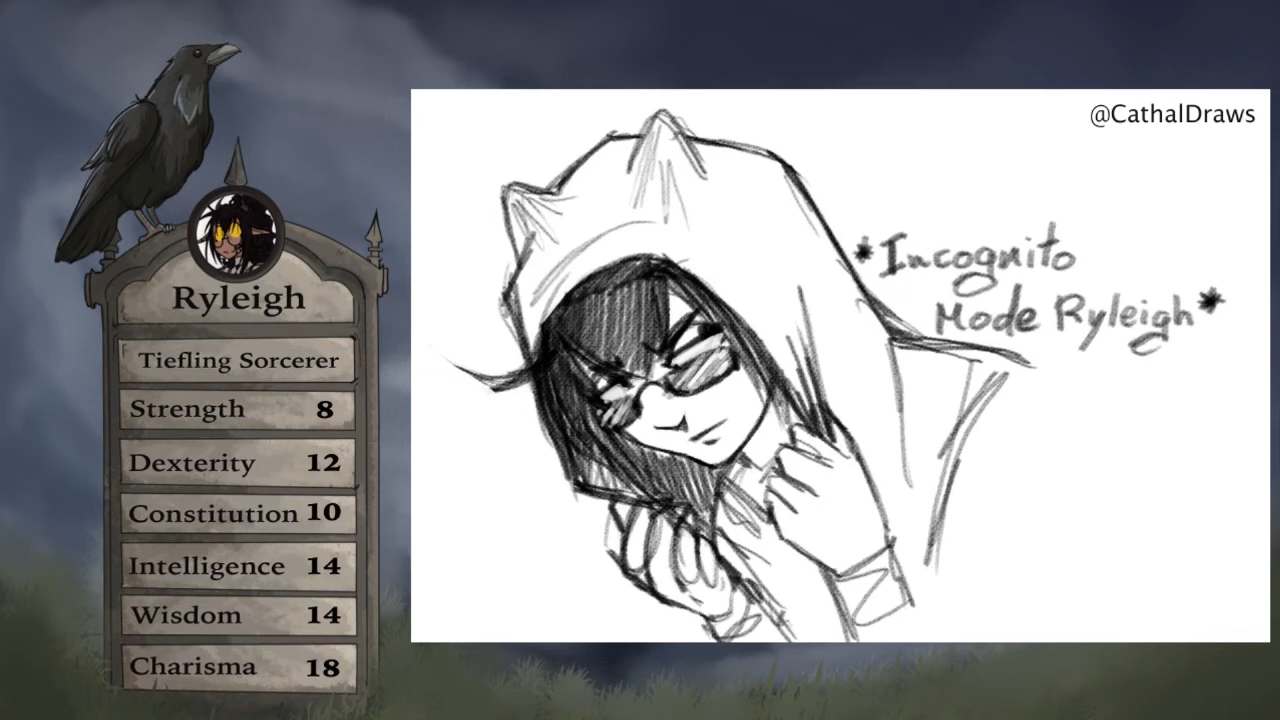 @CathalDraws
*Incognito
Mode Ryleigh*
Ryleigh
Tiefling Sorcerer
Strength 8
Dexterity 12
Constitution 10
Intelligence 14
Wisdom 14
Charisma 18